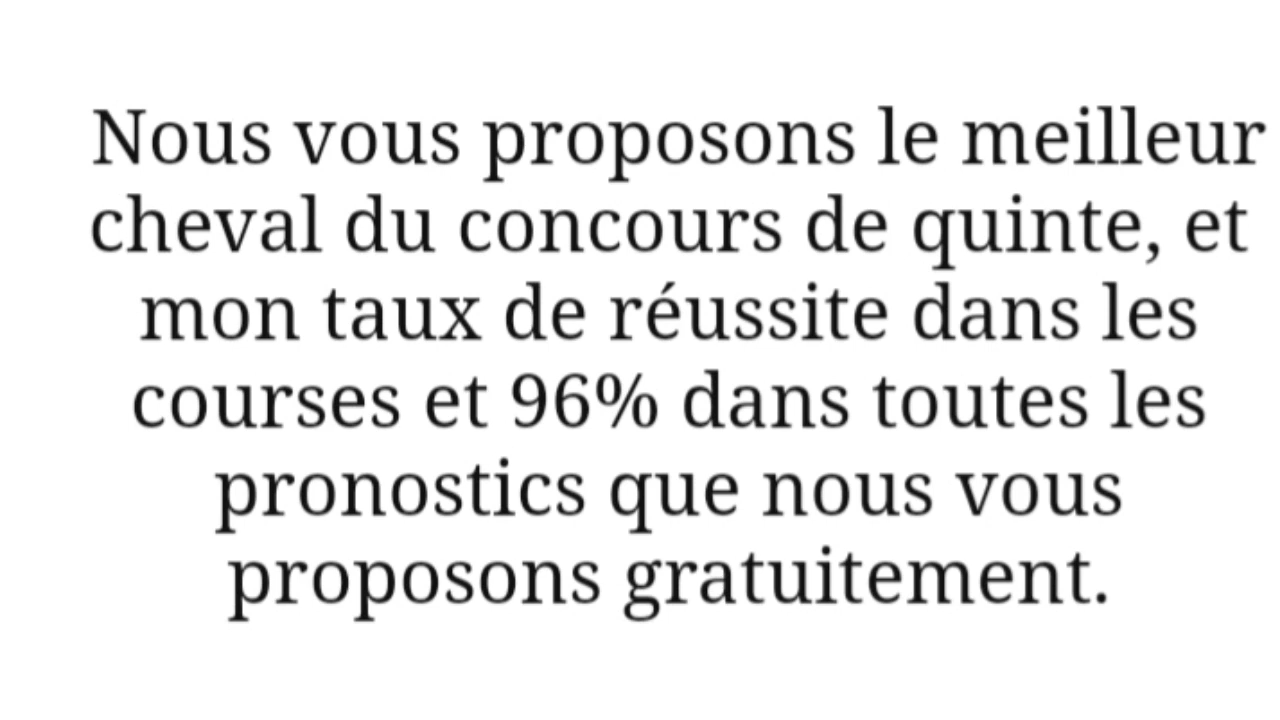 Nous vous proposons le meilleur
cheval du concours de quinte, et
mon taux de réussite dans les
courses et 96% dans toutes les
pronostics que nous vous
proposons gratuitement.